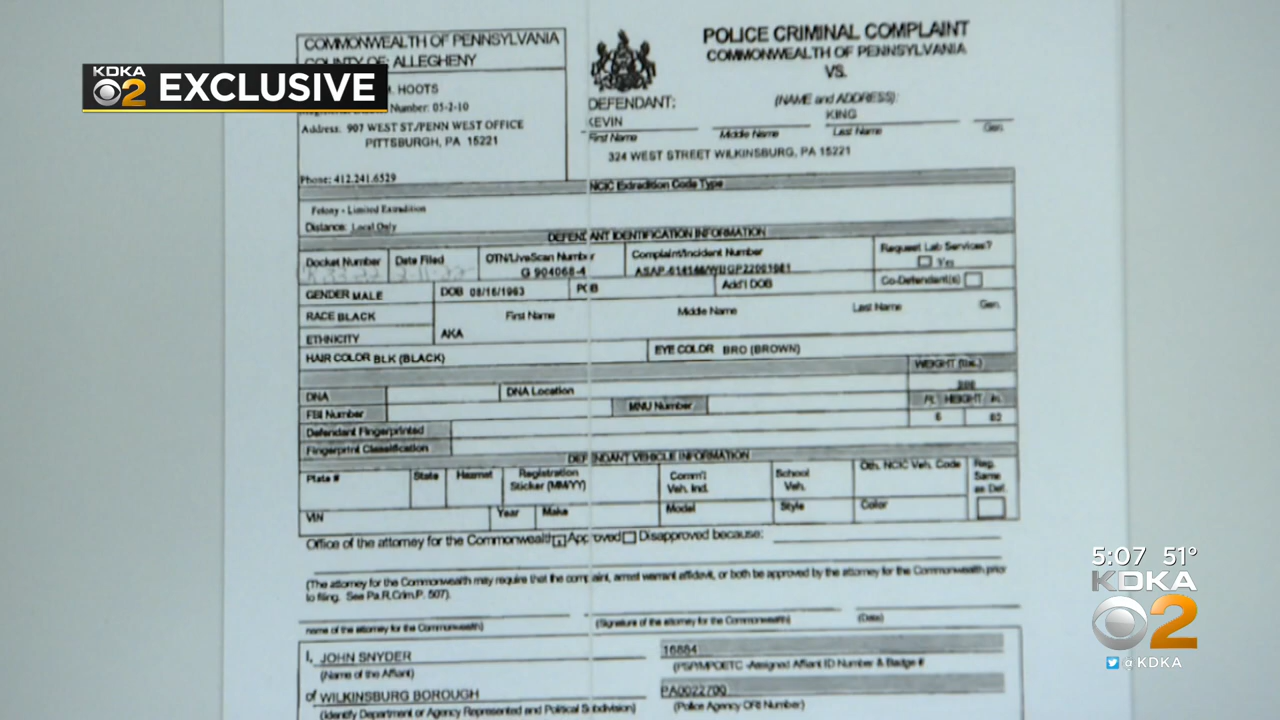 KDKA
2 EXCLUSIVE
COMMONWEALTH OF PENNSYLVANIA
COUNTY OF: ALLEGHENY
HOOTS
Number: 05-2-10
Address: 907 WEST ST./PENN WEST OFFICE
PITTSBURGH, PA 15221
Phone: 412.241.6529
POLICE CRIMINAL COMPLAINT
COMMONWEALTH OF PENNSYLVANIA
VS.
DEFENDANT: (NAME and ADDRESS):
KEVIN KING
First Name Middle Name Last Name Gen.
324 WEST STREET WILKINSBURG, PA 15221
NCIC Extradition Code Type
Felony - Limited Extradition
Distance: Local Only
DEFENDANT IDENTIFICATION INFORMATION
Docket Number Date Filed OTN/LiveScan Number Complaint/Incident Number Request Lab Services?
G 904068-4 Yes
GENDER MALE DOB 08/16/1963 POB Add'l DOB Co-Defendant(s)
RACE BLACK First Name Middle Name Last Name Gen.
ETHNICITY AKA
HAIR COLOR BLK (BLACK) EYE COLOR BRO (BROWN)
WEIGHT (lbs.)
DNA DNA Location
FBI Number MNU Number Ft. HEIGHT In.
Defendant Fingerprinted 6 02
Fingerprint Classification
DEFENDANT VEHICLE INFORMATION
Plate # State Hazmat Registration Sticker (MM/YY) Comm'l Veh. Ind. School Veh. Oth. NCIC Veh. Code Reg. Same as Def.
VIN Year Make Model Style Color
Office of the attorney for the Commonwealth Approved Disapproved because:
(The attorney for the Commonwealth may require that the complaint, arrest warrant affidavit, or both be approved by the attorney for the Commonwealth prior
to filing. See Pa.R.Crim.P. 507).
(name of the attorney for the Commonwealth) (Signature of the attorney for the Commonwealth) (Date)
I, JOHN SNYDER 16884
(Name of the Affiant) (PSP/MPOETC -Assigned Affiant ID Number & Badge #
of WILKINSBURG BOROUGH PA0022700
(Identify Department or Agency Represented and Political Subdivision) (Police Agency ORI Number)
5:07 51°
KDKA
2
@KDKA